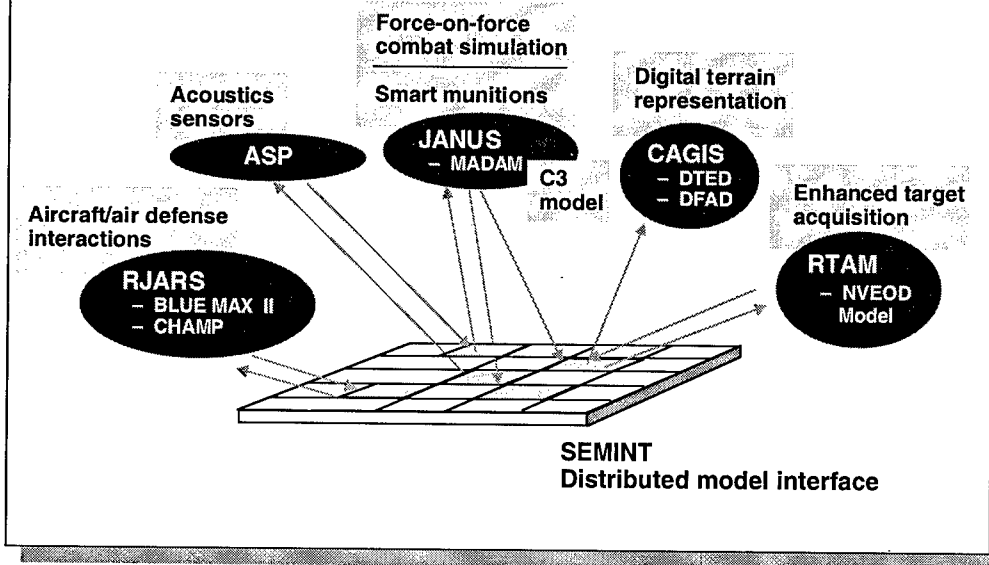 Force-on-force
combat simulation
Smart munitions
JANUS
– MADAM
C3
model
Acoustics
sensors
ASP
Digital terrain
representation
CAGIS
– DTED
– DFAD
Enhanced target
acquisition
RTAM
– NVEOD
Model
Aircraft/air defense
interactions
RJARS
– BLUE MAX II
– CHAMP
SEMINT
Distributed model interface